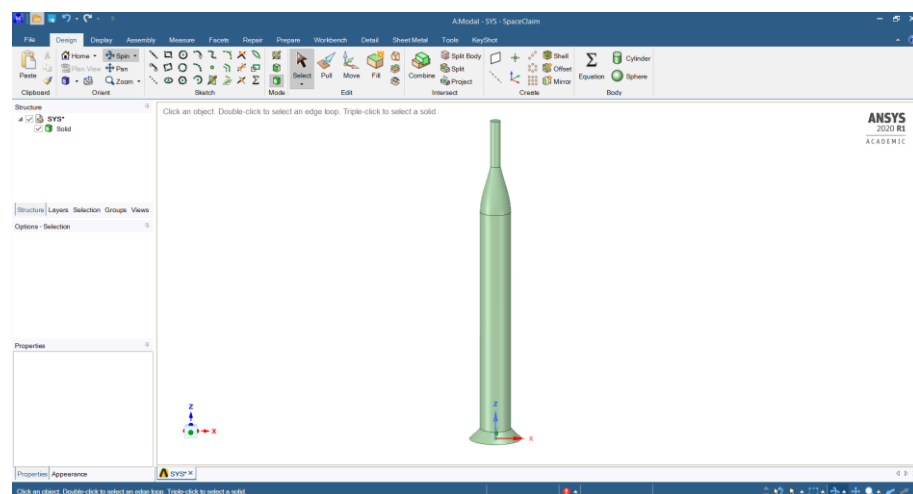 A:Modal - SYS - SpaceClaim
File Design Display Assembly Measure Facets Repair Prepare Workbench Detail Sheet Metal Tools KeyShot
Paste
Home
Plan View
Spin
Pan
Zoom
Select
Pull
Move
Fill
Combine
Split Body
Split
Project
Shell
Offset
Mirror
Equation
Cylinder
Sphere
Clipboard Orient Sketch Mode Edit Intersect Create Body
Structure
SYS*
Solid
Structure Layers Selection Groups Views
Options - Selection
Properties
Properties Appearance
Click an object. Double-click to select an edge loop. Triple-click to select a solid.
ANSYS
2020 R1
ACADEMIC
Z
X
Z
X
SYS*
Click an object. Double-click to select an edge loop. Triple-click to select a solid.